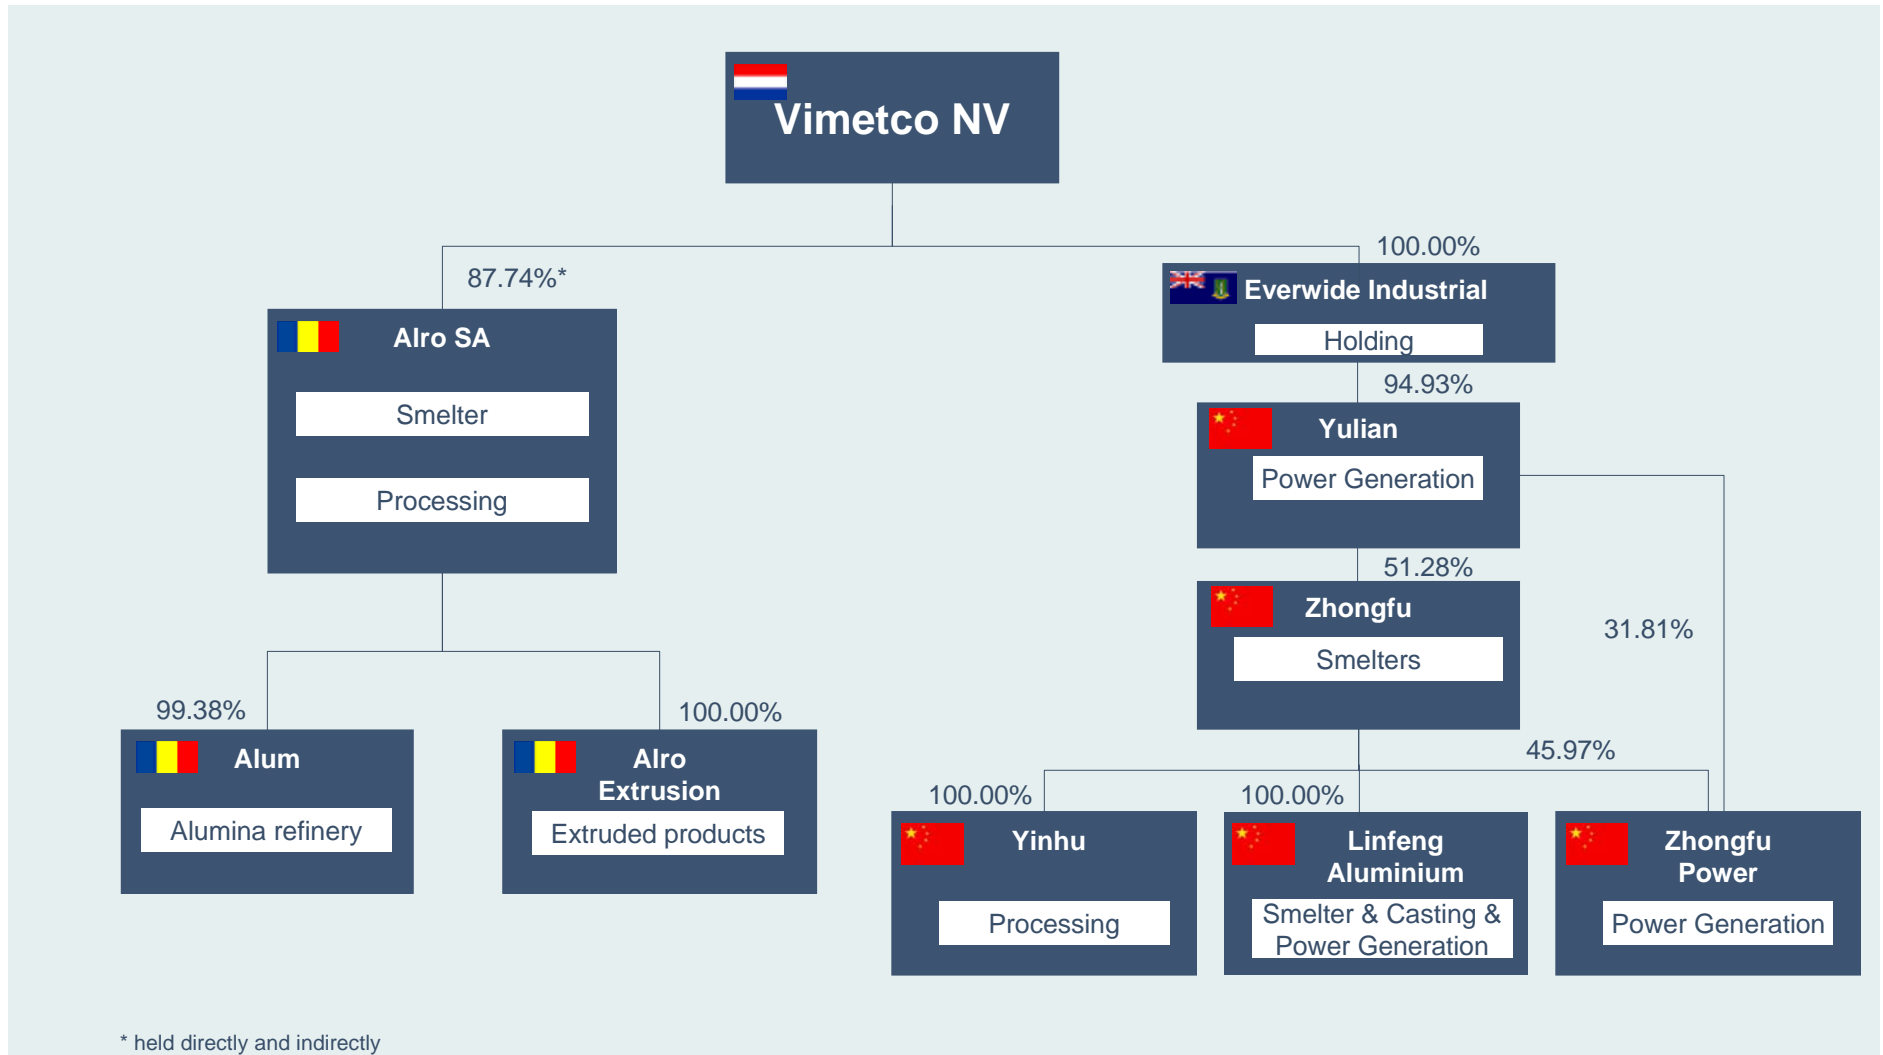 Vimetco NV
87.74%*
100.00%
Alro SA
Smelter
Processing
Everwide Industrial
Holding
94.93%
Yulian
Power Generation
51.28%
Zhongfu
Smelters
31.81%
99.38%
100.00%
Alum
Alumina refinery
Alro
Extrusion
Extruded products
45.97%
100.00%
100.00%
Yinhu
Processing
Linfeng
Aluminium
Smelter & Casting &
Power Generation
Zhongfu
Power
Power Generation
* held directly and indirectly